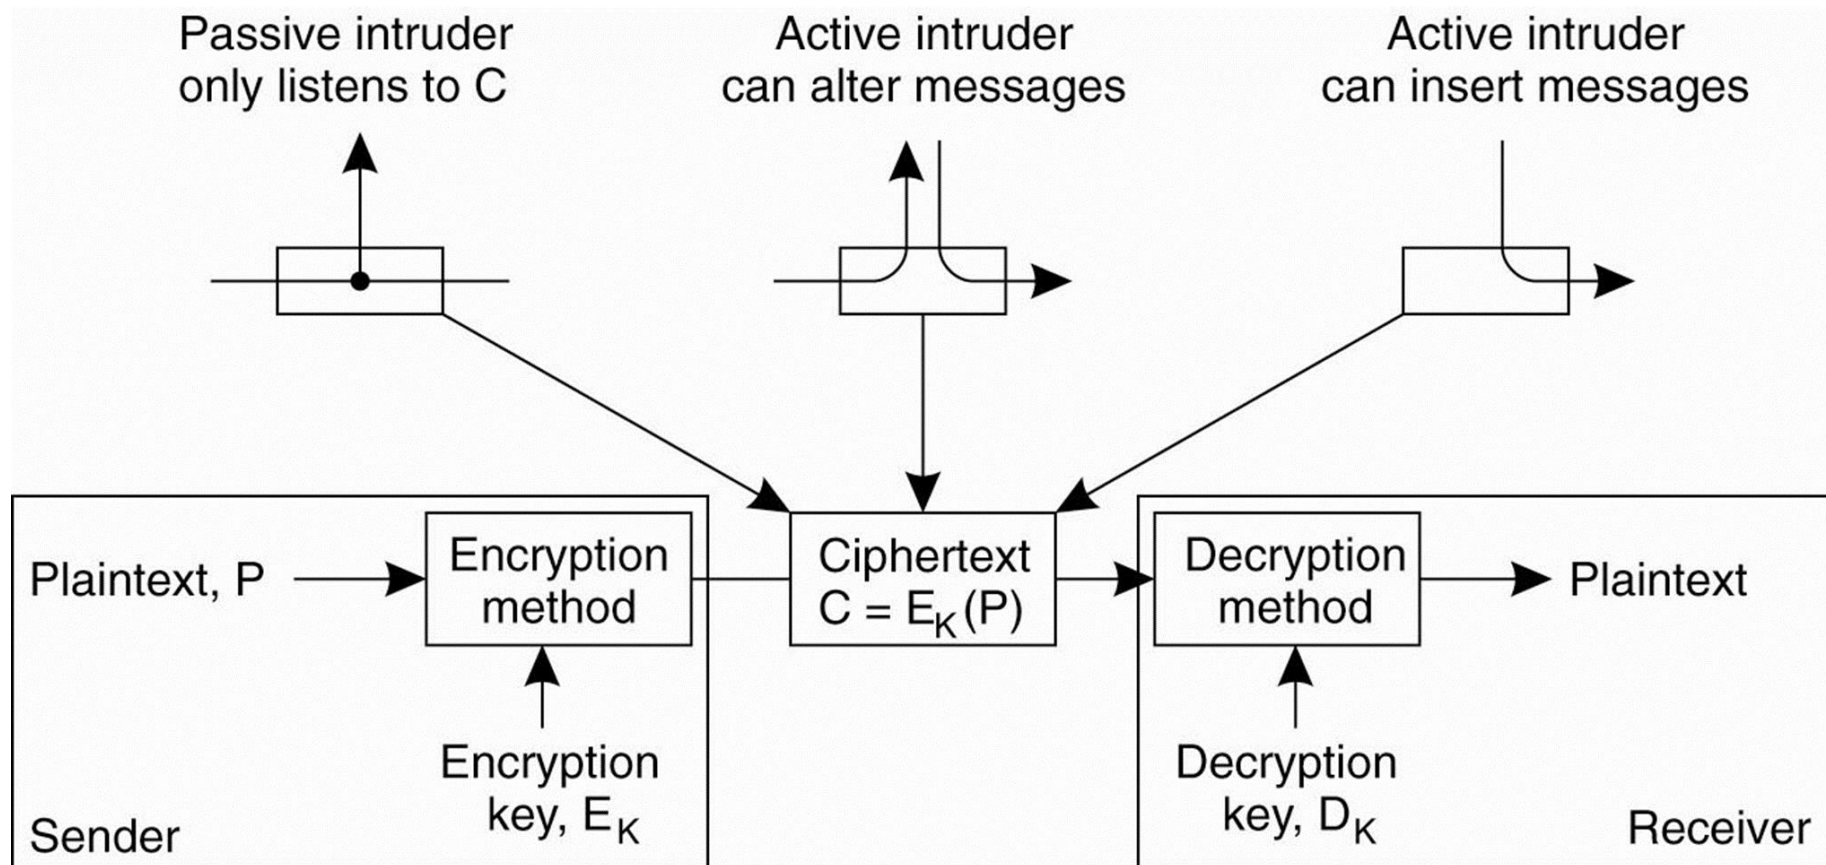 Passive intruder
only listens to C
Active intruder
can alter messages
Active intruder
can insert messages
Plaintext, P
Encryption
method
Ciphertext
C = E_K(P)
Decryption
method
Plaintext
Encryption
key, E_K
Decryption
key, D_K
Sender
Receiver